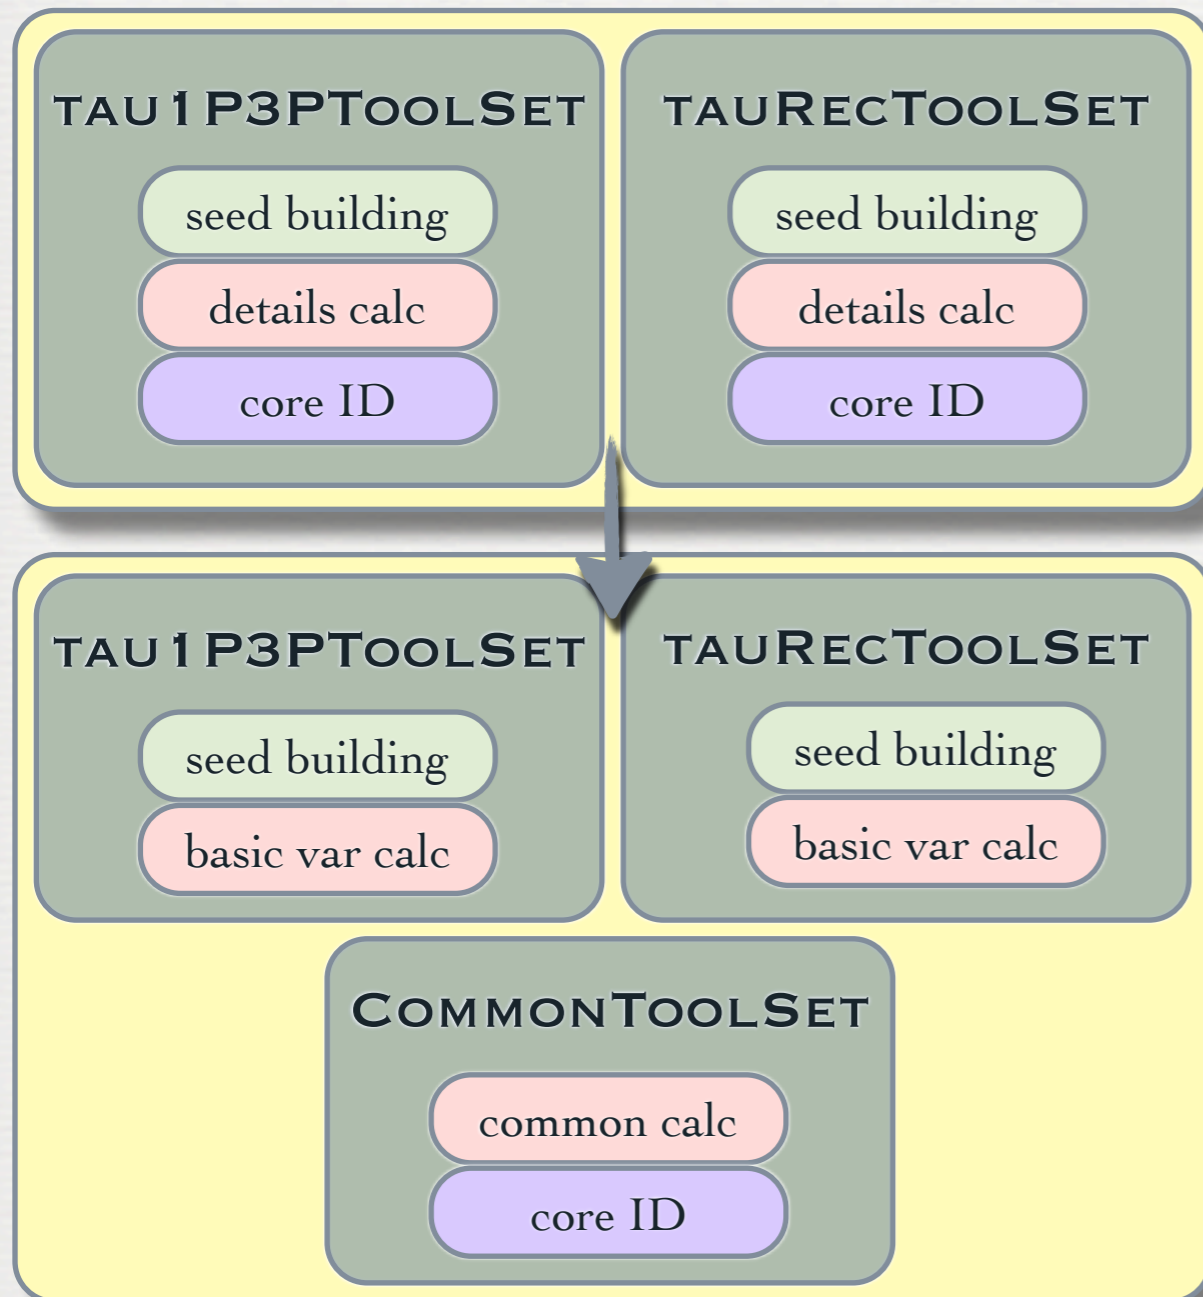 TAU1P3PTOOLSET
seed building
details calc
core ID
TAURECTOOLSET
seed building
details calc
core ID
TAU1P3PTOOLSET
seed building
basic var calc
TAURECTOOLSET
seed building
basic var calc
COMMONTOOLSET
common calc
core ID